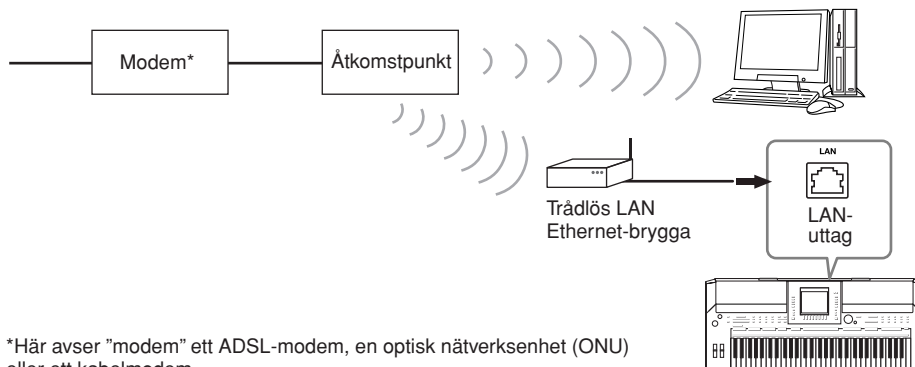 Modem*
Åtkomstpunkt
LAN
LAN-
uttag
Trådlös LAN
Ethernet-brygga
*Här avser ”modem” ett ADSL-modem, en optisk nätverksenhet (ONU)
eller ett kabelmodem.